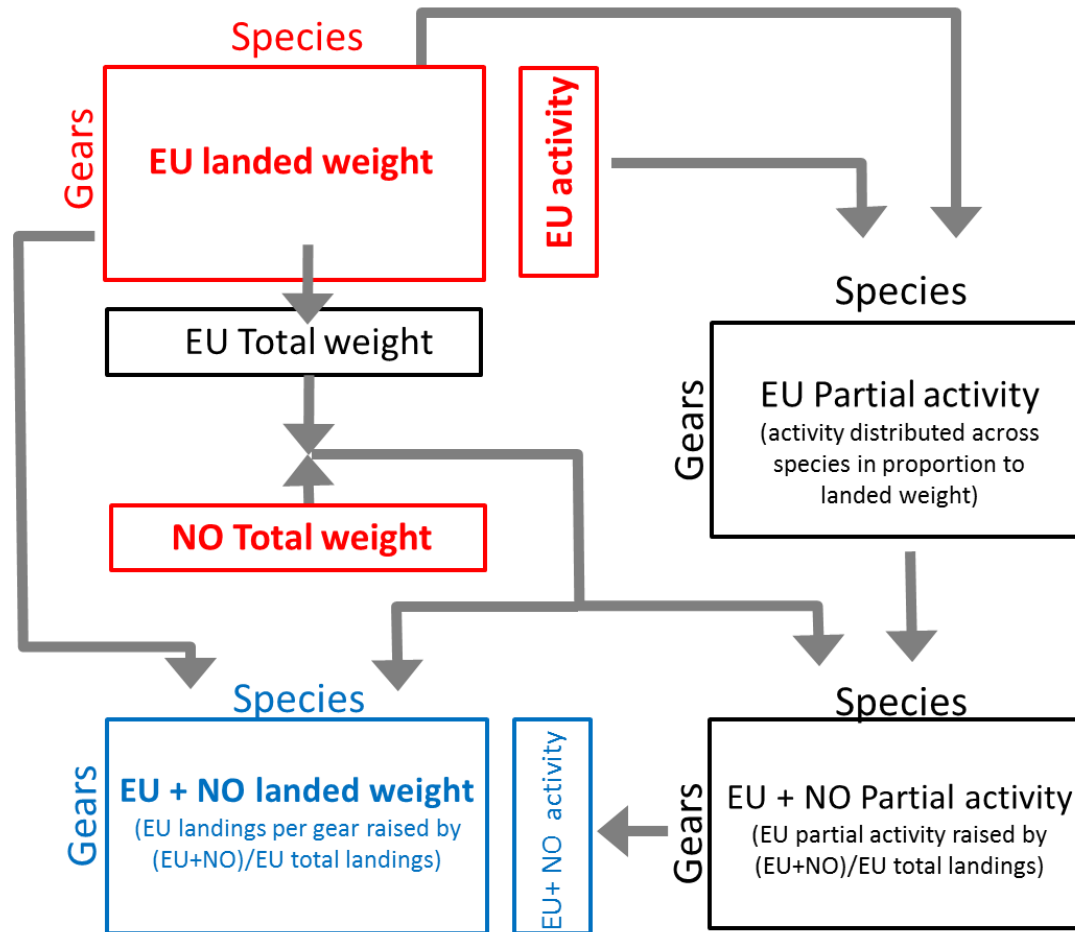 Species
Gears
EU landed weight
EU activity
EU Total weight
NO Total weight
Species
Gears
EU Partial activity
(activity distributed across
species in proportion to
landed weight)
Species
Gears
EU + NO landed weight
(EU landings per gear raised by
(EU+NO)/EU total landings)
EU+ NO activity
Species
Gears
EU + NO Partial activity
(EU partial activity raised by
(EU+NO)/EU total landings)